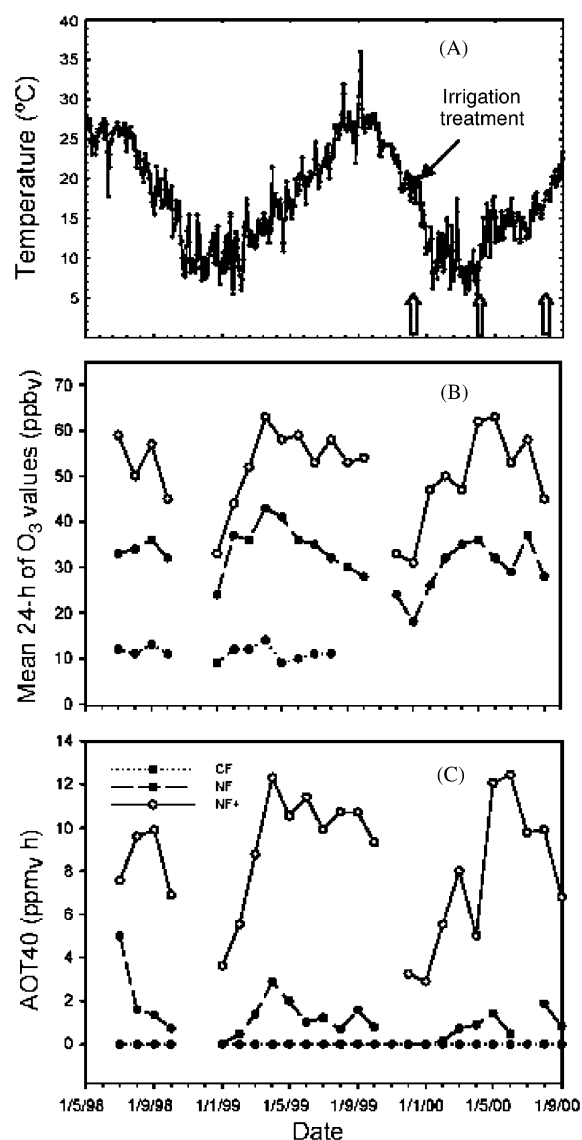 40
35
30
25
20
15
10
5
Temperature (ºC)
(A)
Irrigation
treatment
70
60
50
40
30
20
10
0
Mean 24-h of O3 values (ppbv)
(B)
14
12
10
8
6
4
2
0
AOT40 (ppmv h)
CF
NF
NF+
(C)
1/5/98 1/9/98 1/1/99 1/5/99 1/9/99 1/1/00 1/5/00 1/9/00
Date